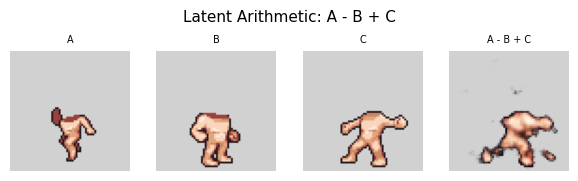 Latent Arithmetic: A - B + C
A
B
C
A - B + C